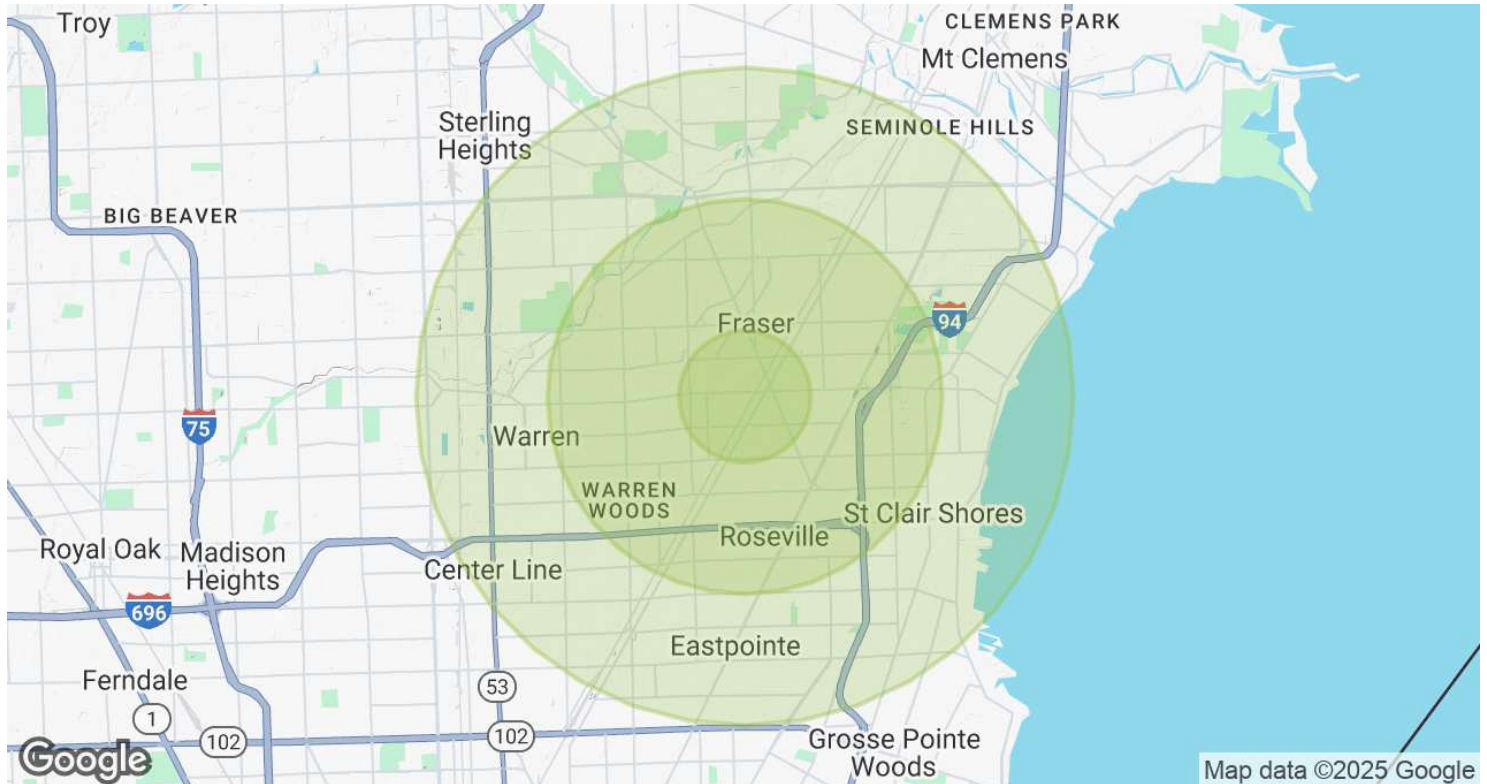 Troy
CLEMENS PARK
Mt Clemens
Sterling
Heights
SEMINOLE HILLS
BIG BEAVER
Fraser
94
75
Warren
WARREN
WOODS
St Clair Shores
Roseville
Royal Oak
Madison
Heights
Center Line
696
Eastpointe
Ferndale
53
1
102
102
Grosse Pointe
Woods
Google
Map data ©2025 Google